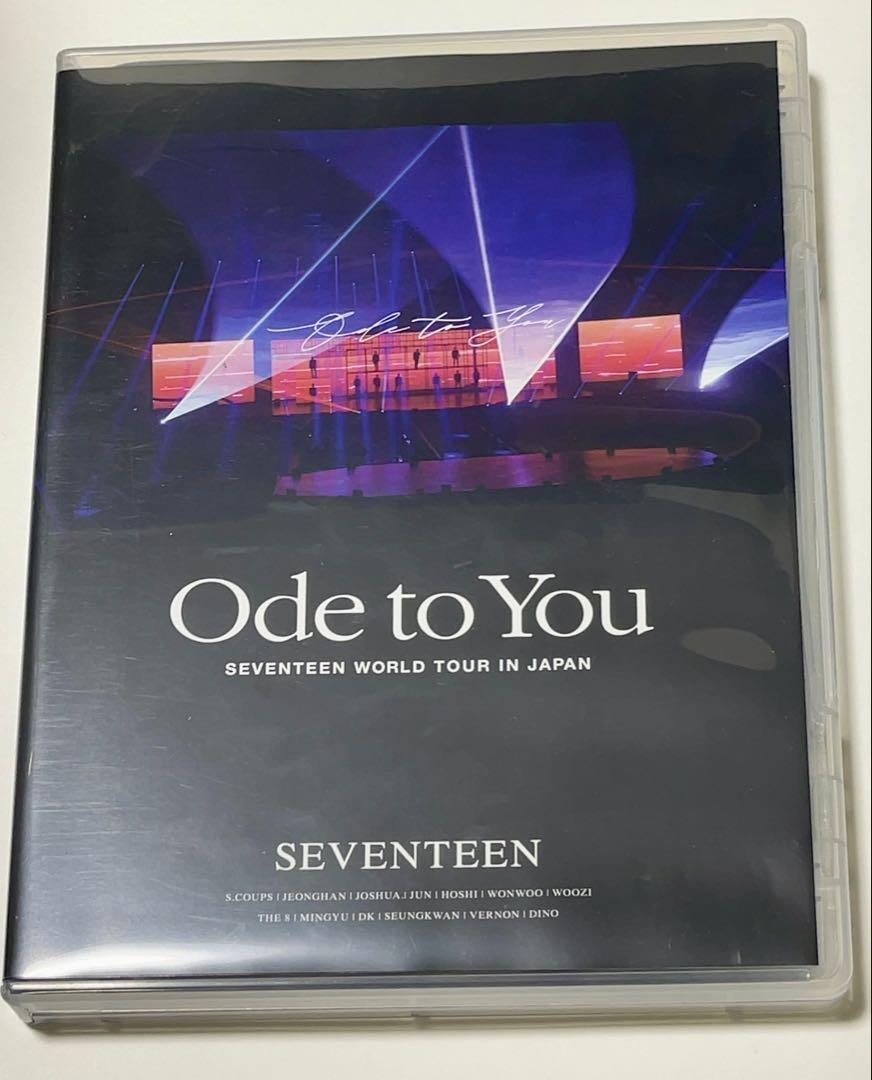 Ode to You
Ode to You
SEVENTEEN WORLD TOUR IN JAPAN
SEVENTEEN
S.COUPS | JEONGHAN | JOSHUA | JUN | HOSHI | WONWOO | WOOZI
THE 8 | MINGYU | DK | SEUNGKWAN | VERNON | DINO